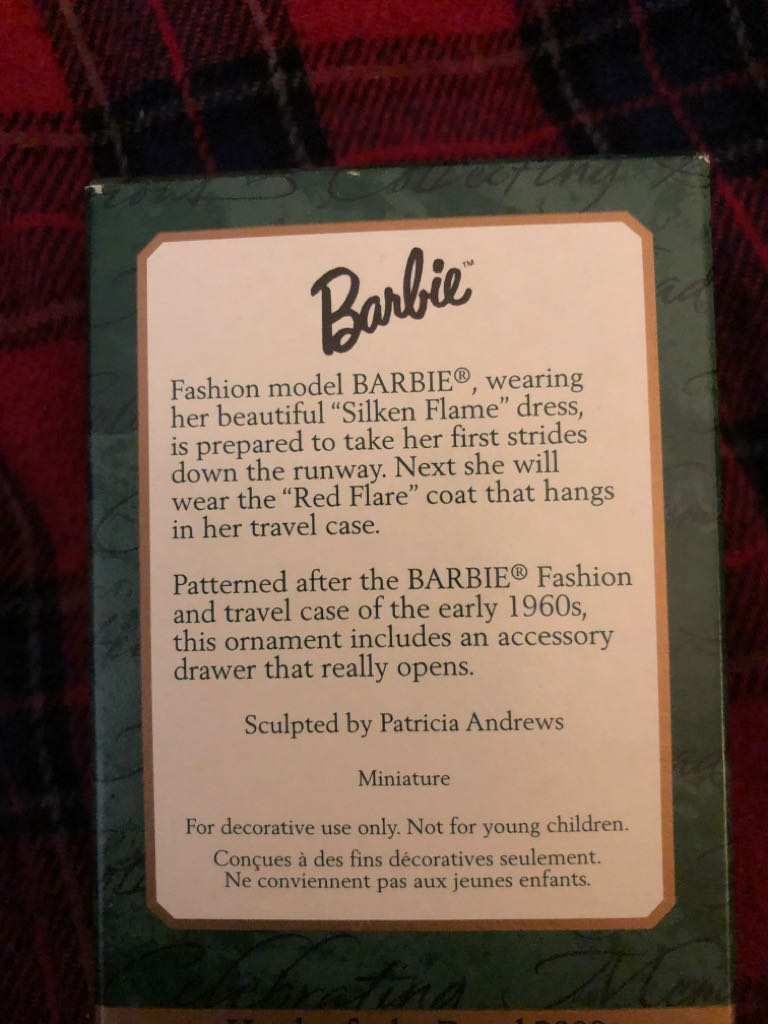 Collecting
Barbie™
Fashion model BARBIE®, wearing
her beautiful “Silken Flame” dress,
is prepared to take her first strides
down the runway. Next she will
wear the “Red Flare” coat that hangs
in her travel case.
Patterned after the BARBIE® Fashion
and travel case of the early 1960s,
this ornament includes an accessory
drawer that really opens.
Sculpted by Patricia Andrews
Miniature
For decorative use only. Not for young children.
Conçues à des fins décoratives seulement.
Ne conviennent pas aux jeunes enfants.
Celebrating